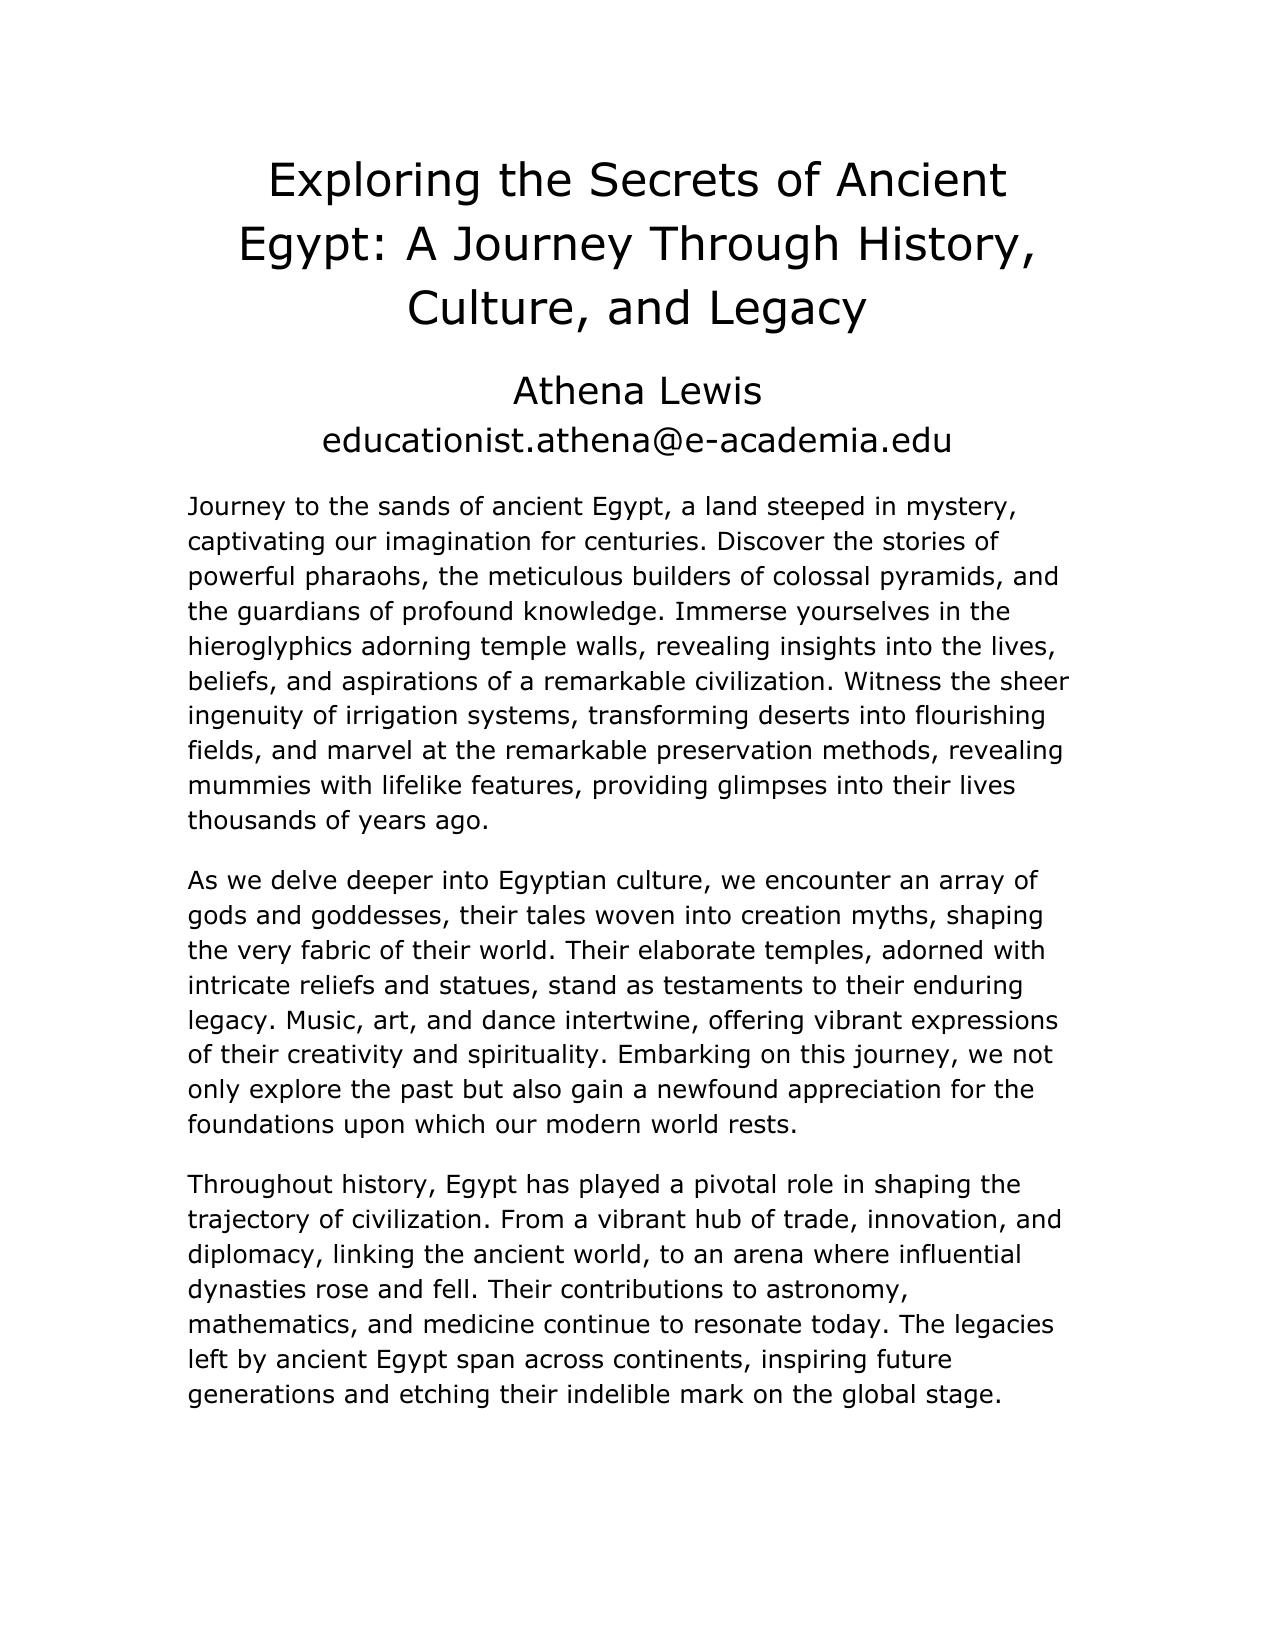 Exploring the Secrets of Ancient
Egypt: A Journey Through History,
Culture, and Legacy
Athena Lewis
educationist.athena@e-academia.edu
Journey to the sands of ancient Egypt, a land steeped in mystery,
captivating our imagination for centuries. Discover the stories of
powerful pharaohs, the meticulous builders of colossal pyramids, and
the guardians of profound knowledge. Immerse yourselves in the
hieroglyphics adorning temple walls, revealing insights into the lives,
beliefs, and aspirations of a remarkable civilization. Witness the sheer
ingenuity of irrigation systems, transforming deserts into flourishing
fields, and marvel at the remarkable preservation methods, revealing
mummies with lifelike features, providing glimpses into their lives
thousands of years ago.
As we delve deeper into Egyptian culture, we encounter an array of
gods and goddesses, their tales woven into creation myths, shaping
the very fabric of their world. Their elaborate temples, adorned with
intricate reliefs and statues, stand as testaments to their enduring
legacy. Music, art, and dance intertwine, offering vibrant expressions
of their creativity and spirituality. Embarking on this journey, we not
only explore the past but also gain a newfound appreciation for the
foundations upon which our modern world rests.
Throughout history, Egypt has played a pivotal role in shaping the
trajectory of civilization. From a vibrant hub of trade, innovation, and
diplomacy, linking the ancient world, to an arena where influential
dynasties rose and fell. Their contributions to astronomy,
mathematics, and medicine continue to resonate today. The legacies
left by ancient Egypt span across continents, inspiring future
generations and etching their indelible mark on the global stage.